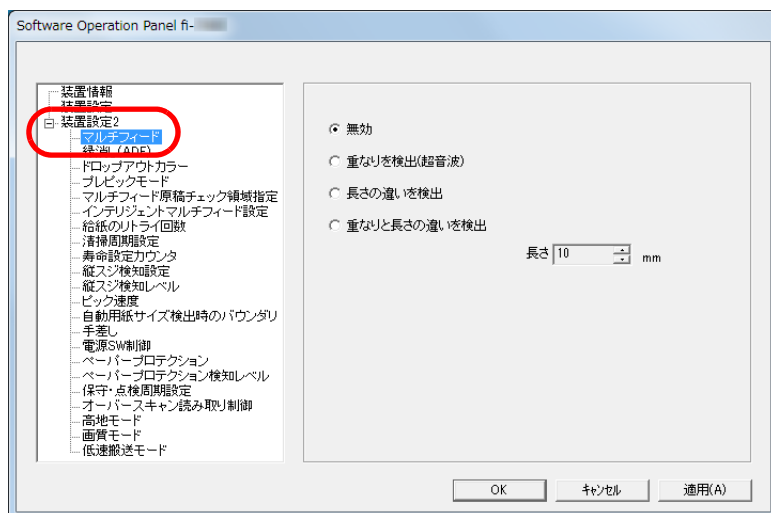 Software Operation Panel fi-
装置情報
装置設定
装置設定2
マルチフィード
縁消し(ADF)
ドロップアウトカラー
プレピックモード
マルチフィード原稿チェック領域指定
インテリジェントマルチフィード設定
給紙のリトライ回数
清掃周期設定
寿命設定カウンタ
縦スジ検知設定
縦スジ検知レベル
ピック速度
自動用紙サイズ検出時のバウンダリ
手差し
電源SW制御
ペーパープロテクション
ペーパープロテクション検知レベル
保守・点検周期設定
オーバースキャン読み取り制御
高地モード
画質モード
低速搬送モード
無効
重なりを検出(超音波)
長さの違いを検出
重なりと長さの違いを検出
長さ 10 mm
OK キャンセル 適用(A)